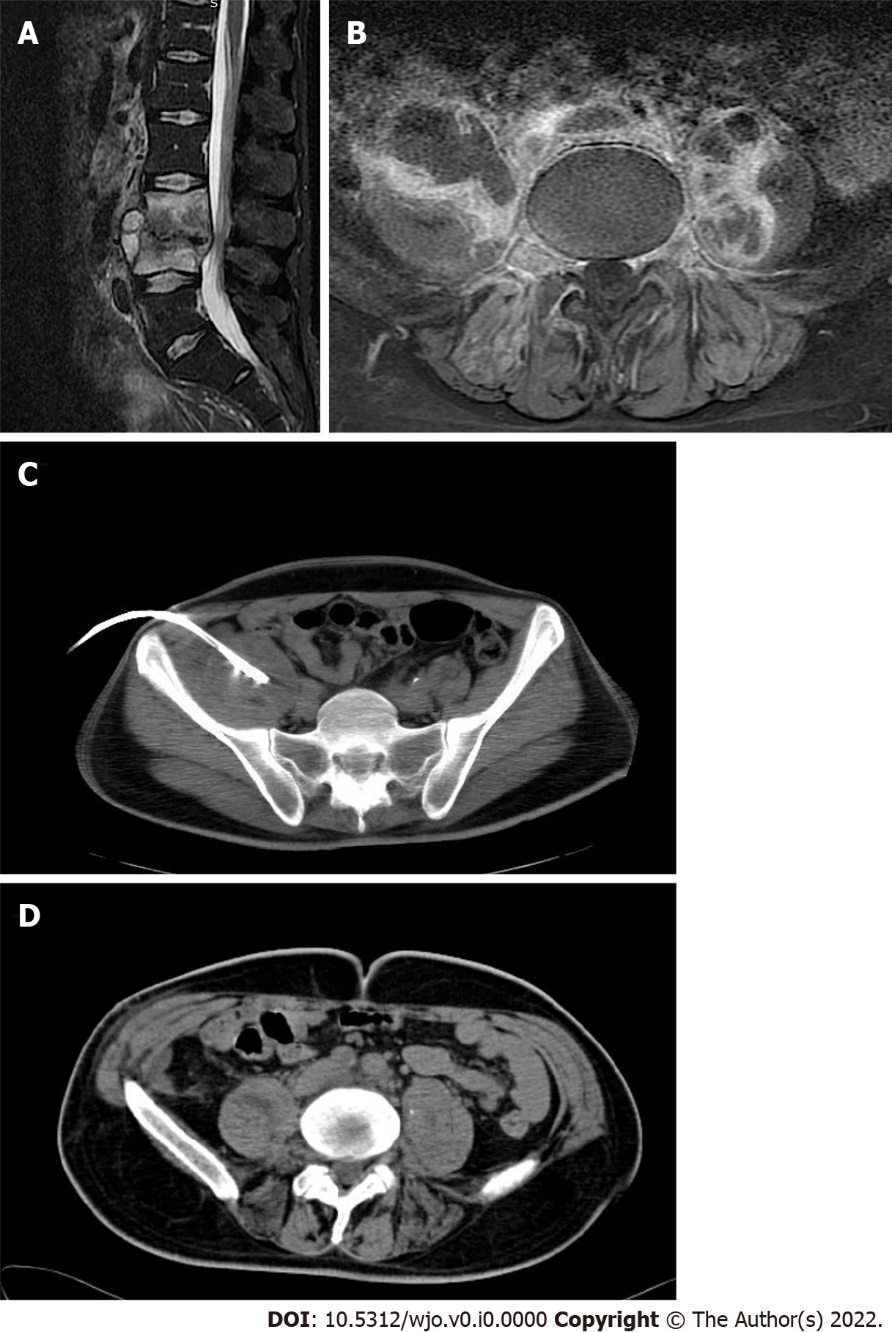 S
A
B
C
D
DOI: 10.5312/wjo.v0.i0.0000 Copyright © The Author(s) 2022.